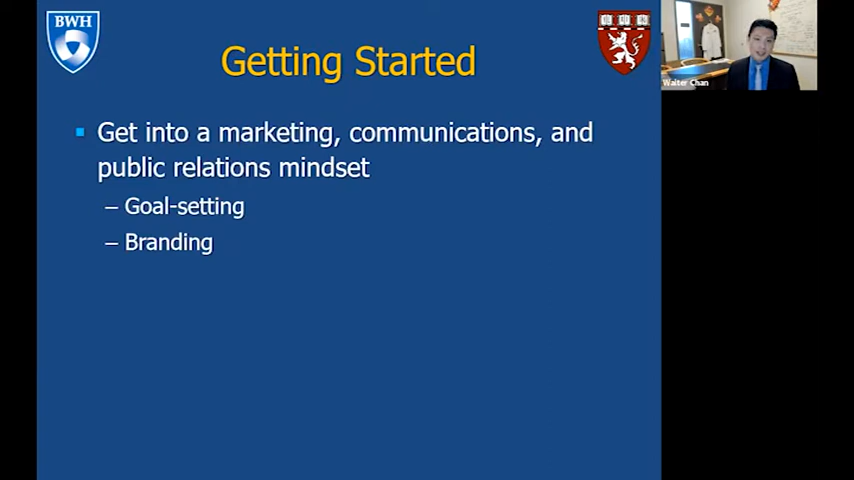 BWH
Getting Started
Get into a marketing, communications, and
public relations mindset
– Goal-setting
– Branding
Walter Chan